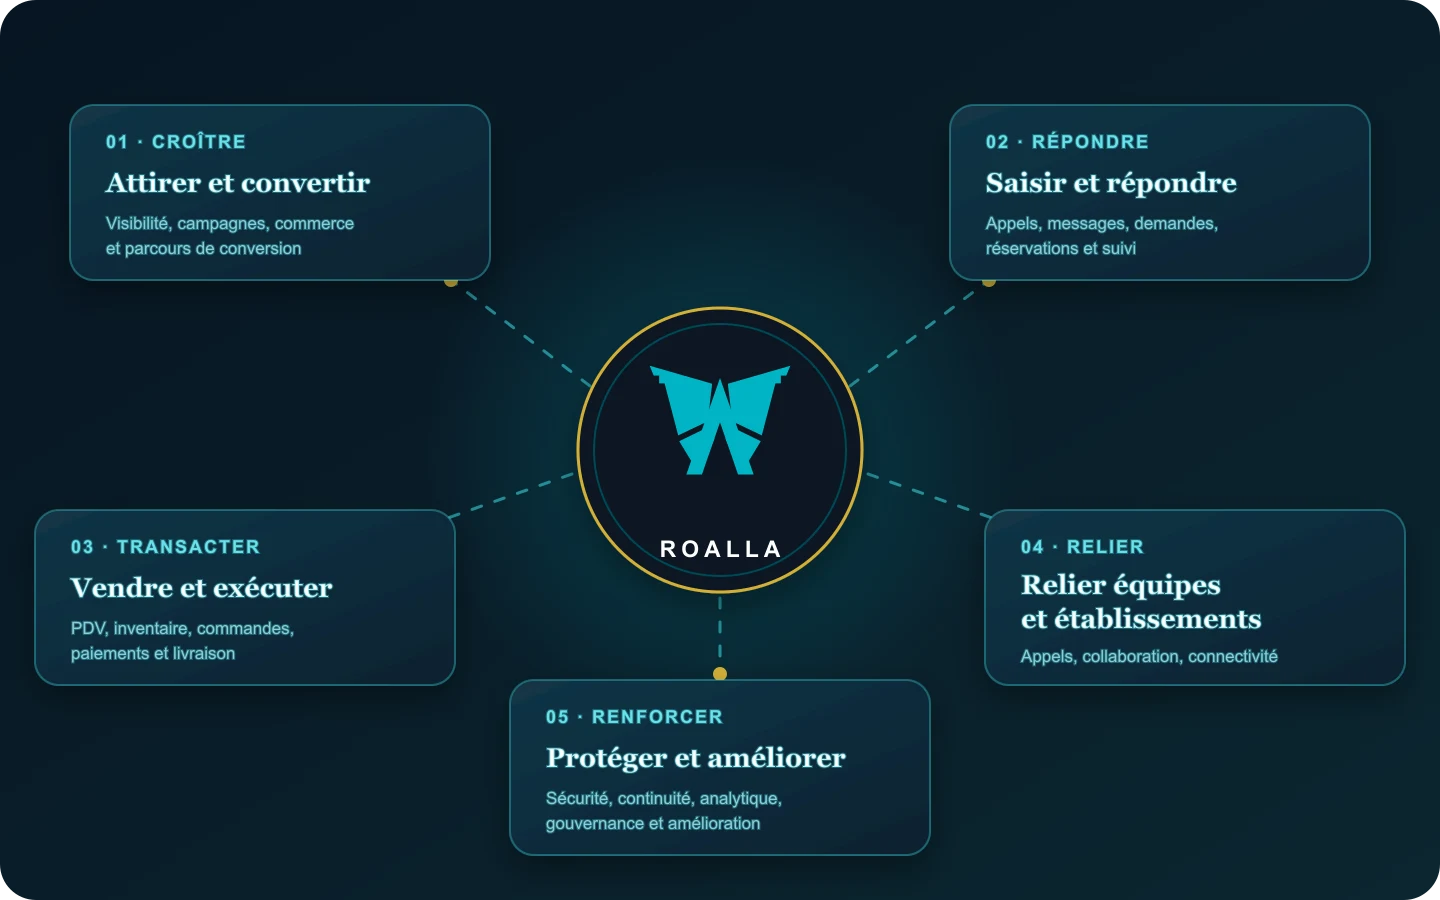 01 · CROÎTRE
Attirer et convertir
Visibilité, campagnes, commerce
et parcours de conversion
02 · RÉPONDRE
Saisir et répondre
Appels, messages, demandes,
réservations et suivi
ROALLA
03 · TRANSACTER
Vendre et exécuter
PDV, inventaire, commandes,
paiements et livraison
04 · RELIER
Relier équipes
et établissements
Appels, collaboration, connectivité
05 · RENFORCER
Protéger et améliorer
Sécurité, continuité, analytique,
gouvernance et amélioration